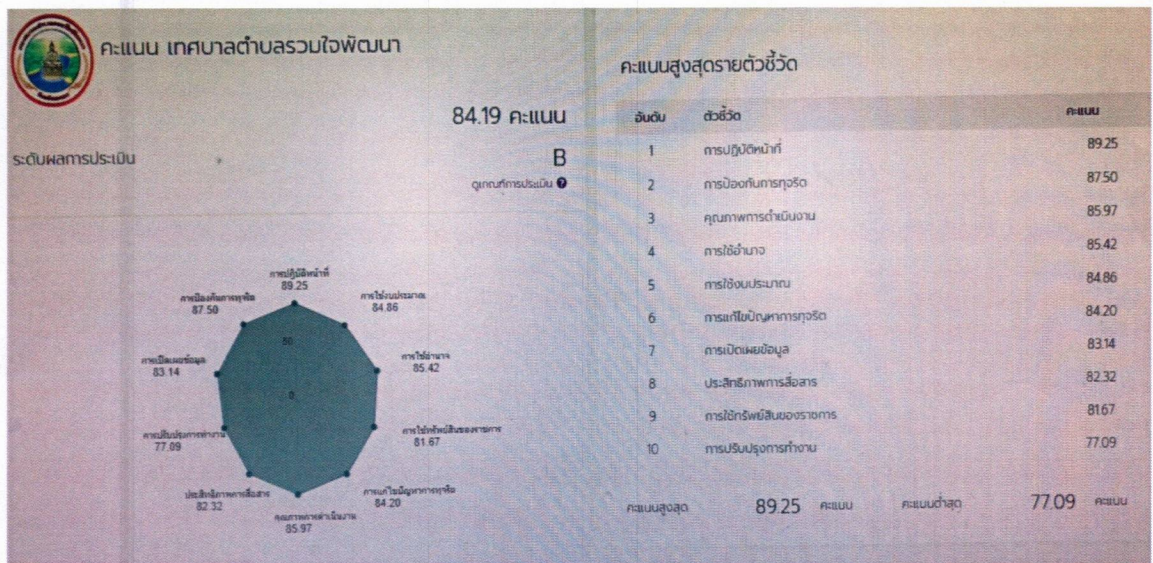 คะแนน เทศบาลตำบลรวมใจพัฒนา
84.19 คะแนน
ระดับผลการประเมิน
B
ดูเกณฑ์การประเมิน
การปฏิบัติหน้าที่
89.25
การป้องกันการทุจริต
87.50
การใช้งบประมาณ
84.86
50
การเปิดเผยข้อมูล
83.14
การใช้อำนาจ
85.42
0
การปรับปรุงการทำงาน
77.09
การใช้ทรัพย์สินของราชการ
81.67
ประสิทธิภาพการสื่อสาร
82.32
การแก้ไขปัญหาการทุจริต
84.20
คุณภาพการดำเนินงาน
85.97
คะแนนสูงสุดรายตัวชี้วัด
อันดับ ตัวชี้วัด คะแนน
1 การปฏิบัติหน้าที่ 89.25
2 การป้องกันการทุจริต 87.50
3 คุณภาพการดำเนินงาน 85.97
4 การใช้อำนาจ 85.42
5 การใช้งบประมาณ 84.86
6 การแก้ไขปัญหาการทุจริต 84.20
7 การเปิดเผยข้อมูล 83.14
8 ประสิทธิภาพการสื่อสาร 82.32
9 การใช้ทรัพย์สินของราชการ 81.67
10 การปรับปรุงการทำงาน 77.09
คะแนนสูงสุด 89.25 คะแนน คะแนนต่ำสุด 77.09 คะแนน